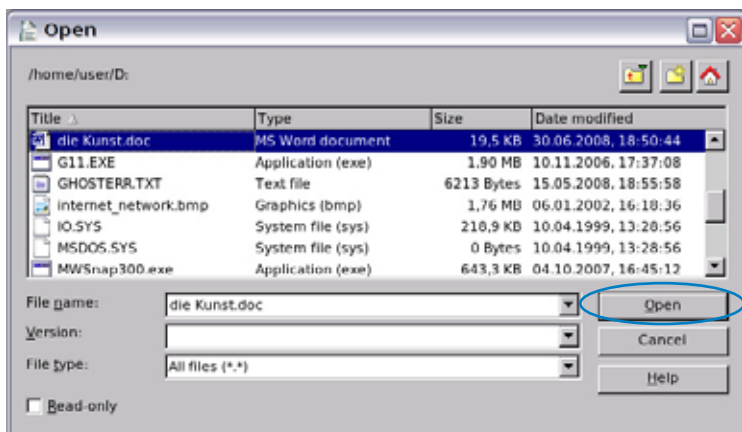 Open
/home/user/D:
Title Type Size Date modified
die Kunst.doc MS Word document 19,5 KB 30.06.2008, 18:50:44
G11.EXE Application (exe) 1,90 MB 10.11.2006, 17:37:08
GHOSTERR.TXT Text file 6213 Bytes 15.05.2008, 18:55:58
internet_network.bmp Graphics (bmp) 1,76 MB 06.01.2002, 16:18:36
IO.SYS System file (sys) 218,9 KB 10.04.1999, 13:28:56
MSDOS.SYS System file (sys) 0 Bytes 10.04.1999, 13:28:56
MWSnap300.exe Application (exe) 643,3 KB 04.10.2007, 16:45:12
File name: die Kunst.doc Open
Version: Cancel
File type: All files (*.*) Help
Read-only